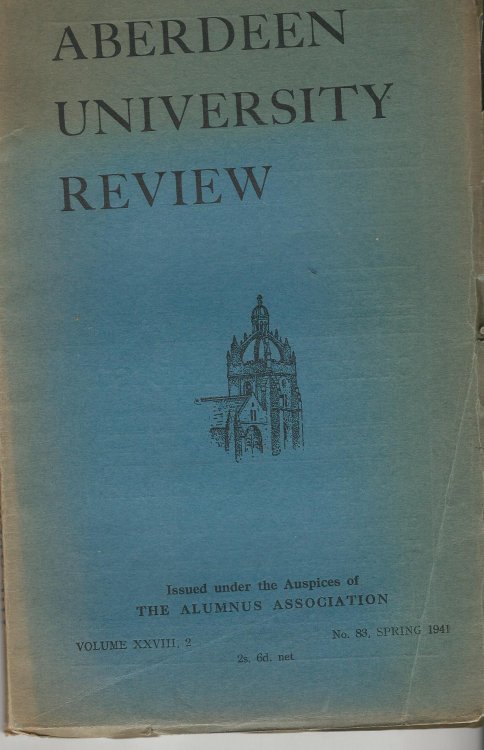 ABERDEEN
UNIVERSITY
REVIEW
Issued under the Auspices of
THE ALUMNUS ASSOCIATION
VOLUME XXVIII, 2
No. 83, SPRING 1941
2s. 6d. net